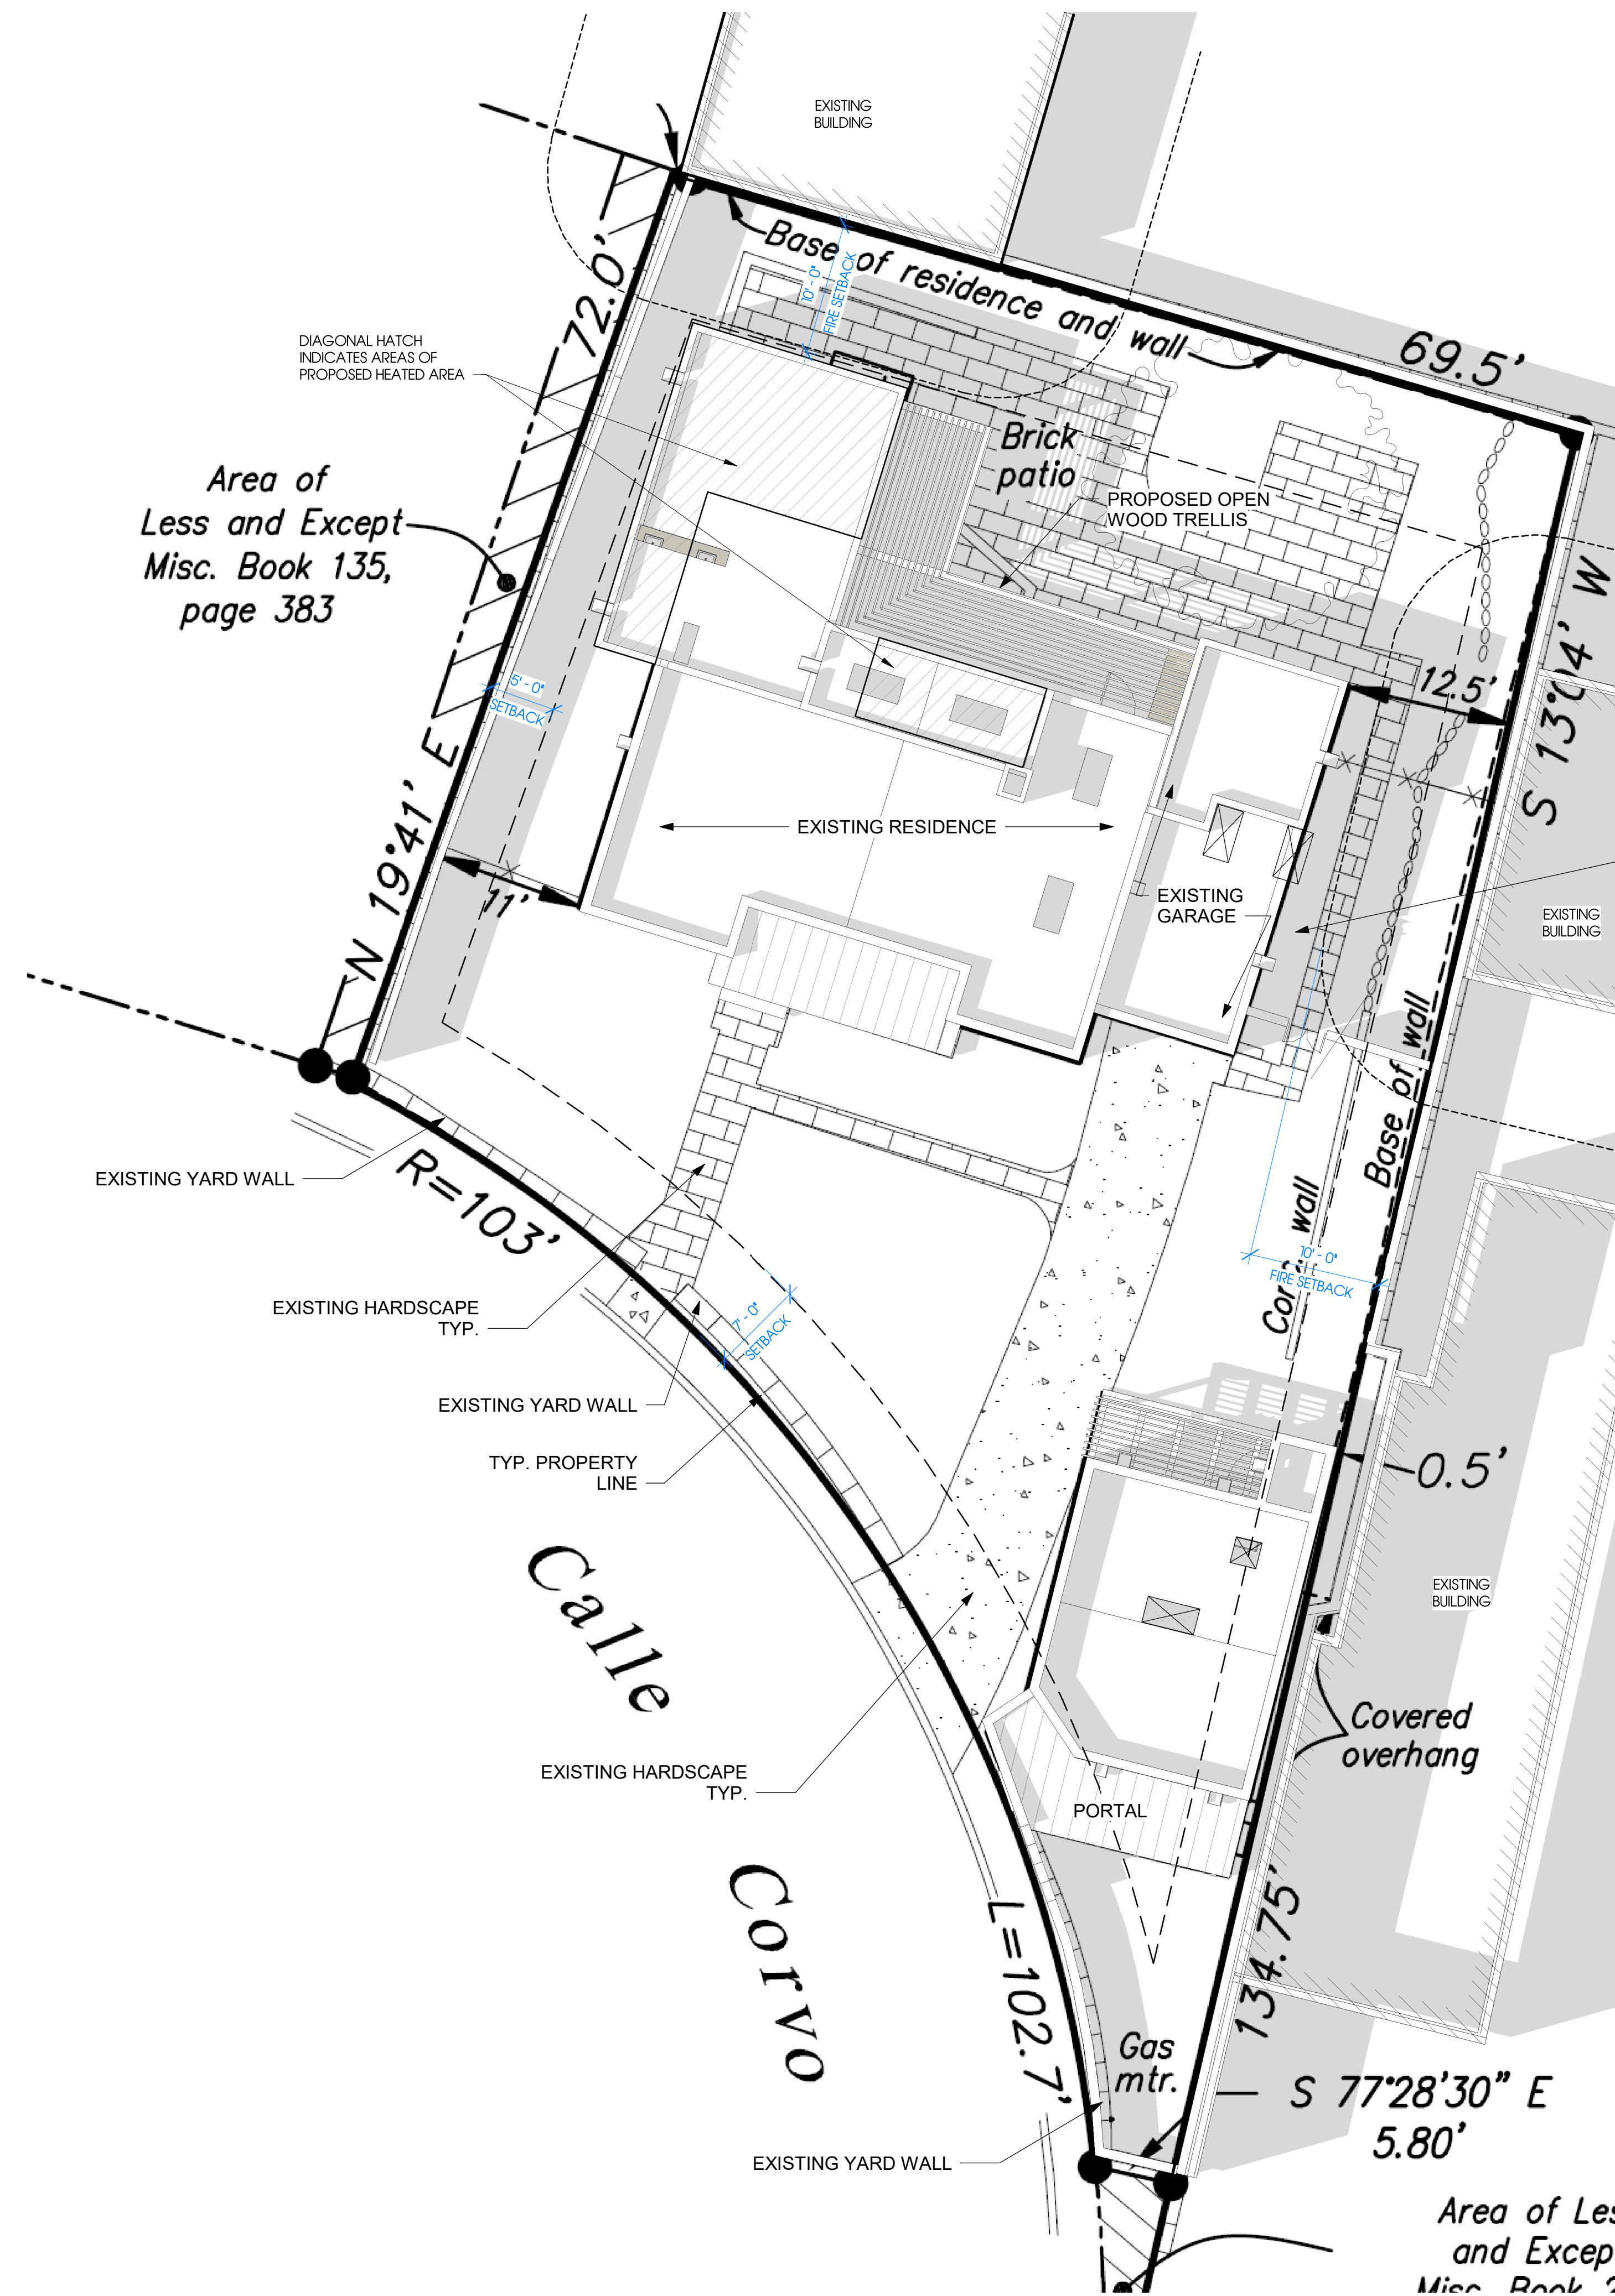 EXISTING
BUILDING
Base of residence and wall
10' - 0"
FIRE SETBACK
72.0'
69.5'
DIAGONAL HATCH
INDICATES AREAS OF
PROPOSED HEATED AREA
Brick
patio
PROPOSED OPEN
WOOD TRELLIS
Area of
Less and Except
Misc. Book 135,
page 383
S 13°04' W
12.5'
5' - 0"
SETBACK
N 19°41' E
EXISTING RESIDENCE
EXISTING
GARAGE
11'
EXISTING
BUILDING
Base of wall
EXISTING YARD WALL
R=103'
wall
10' - 0"
FIRE SETBACK
EXISTING HARDSCAPE
TYP.
7' - 0"
SETBACK
EXISTING YARD WALL
TYP. PROPERTY
LINE
0.5'
Calle
Corvo
EXISTING
BUILDING
Covered
overhang
EXISTING HARDSCAPE
TYP.
PORTAL
L=102.7'
134.75'
Gas
mtr.
S 77°28'30" E
5.80'
EXISTING YARD WALL
Area of Les
and Excep
Misc. Book